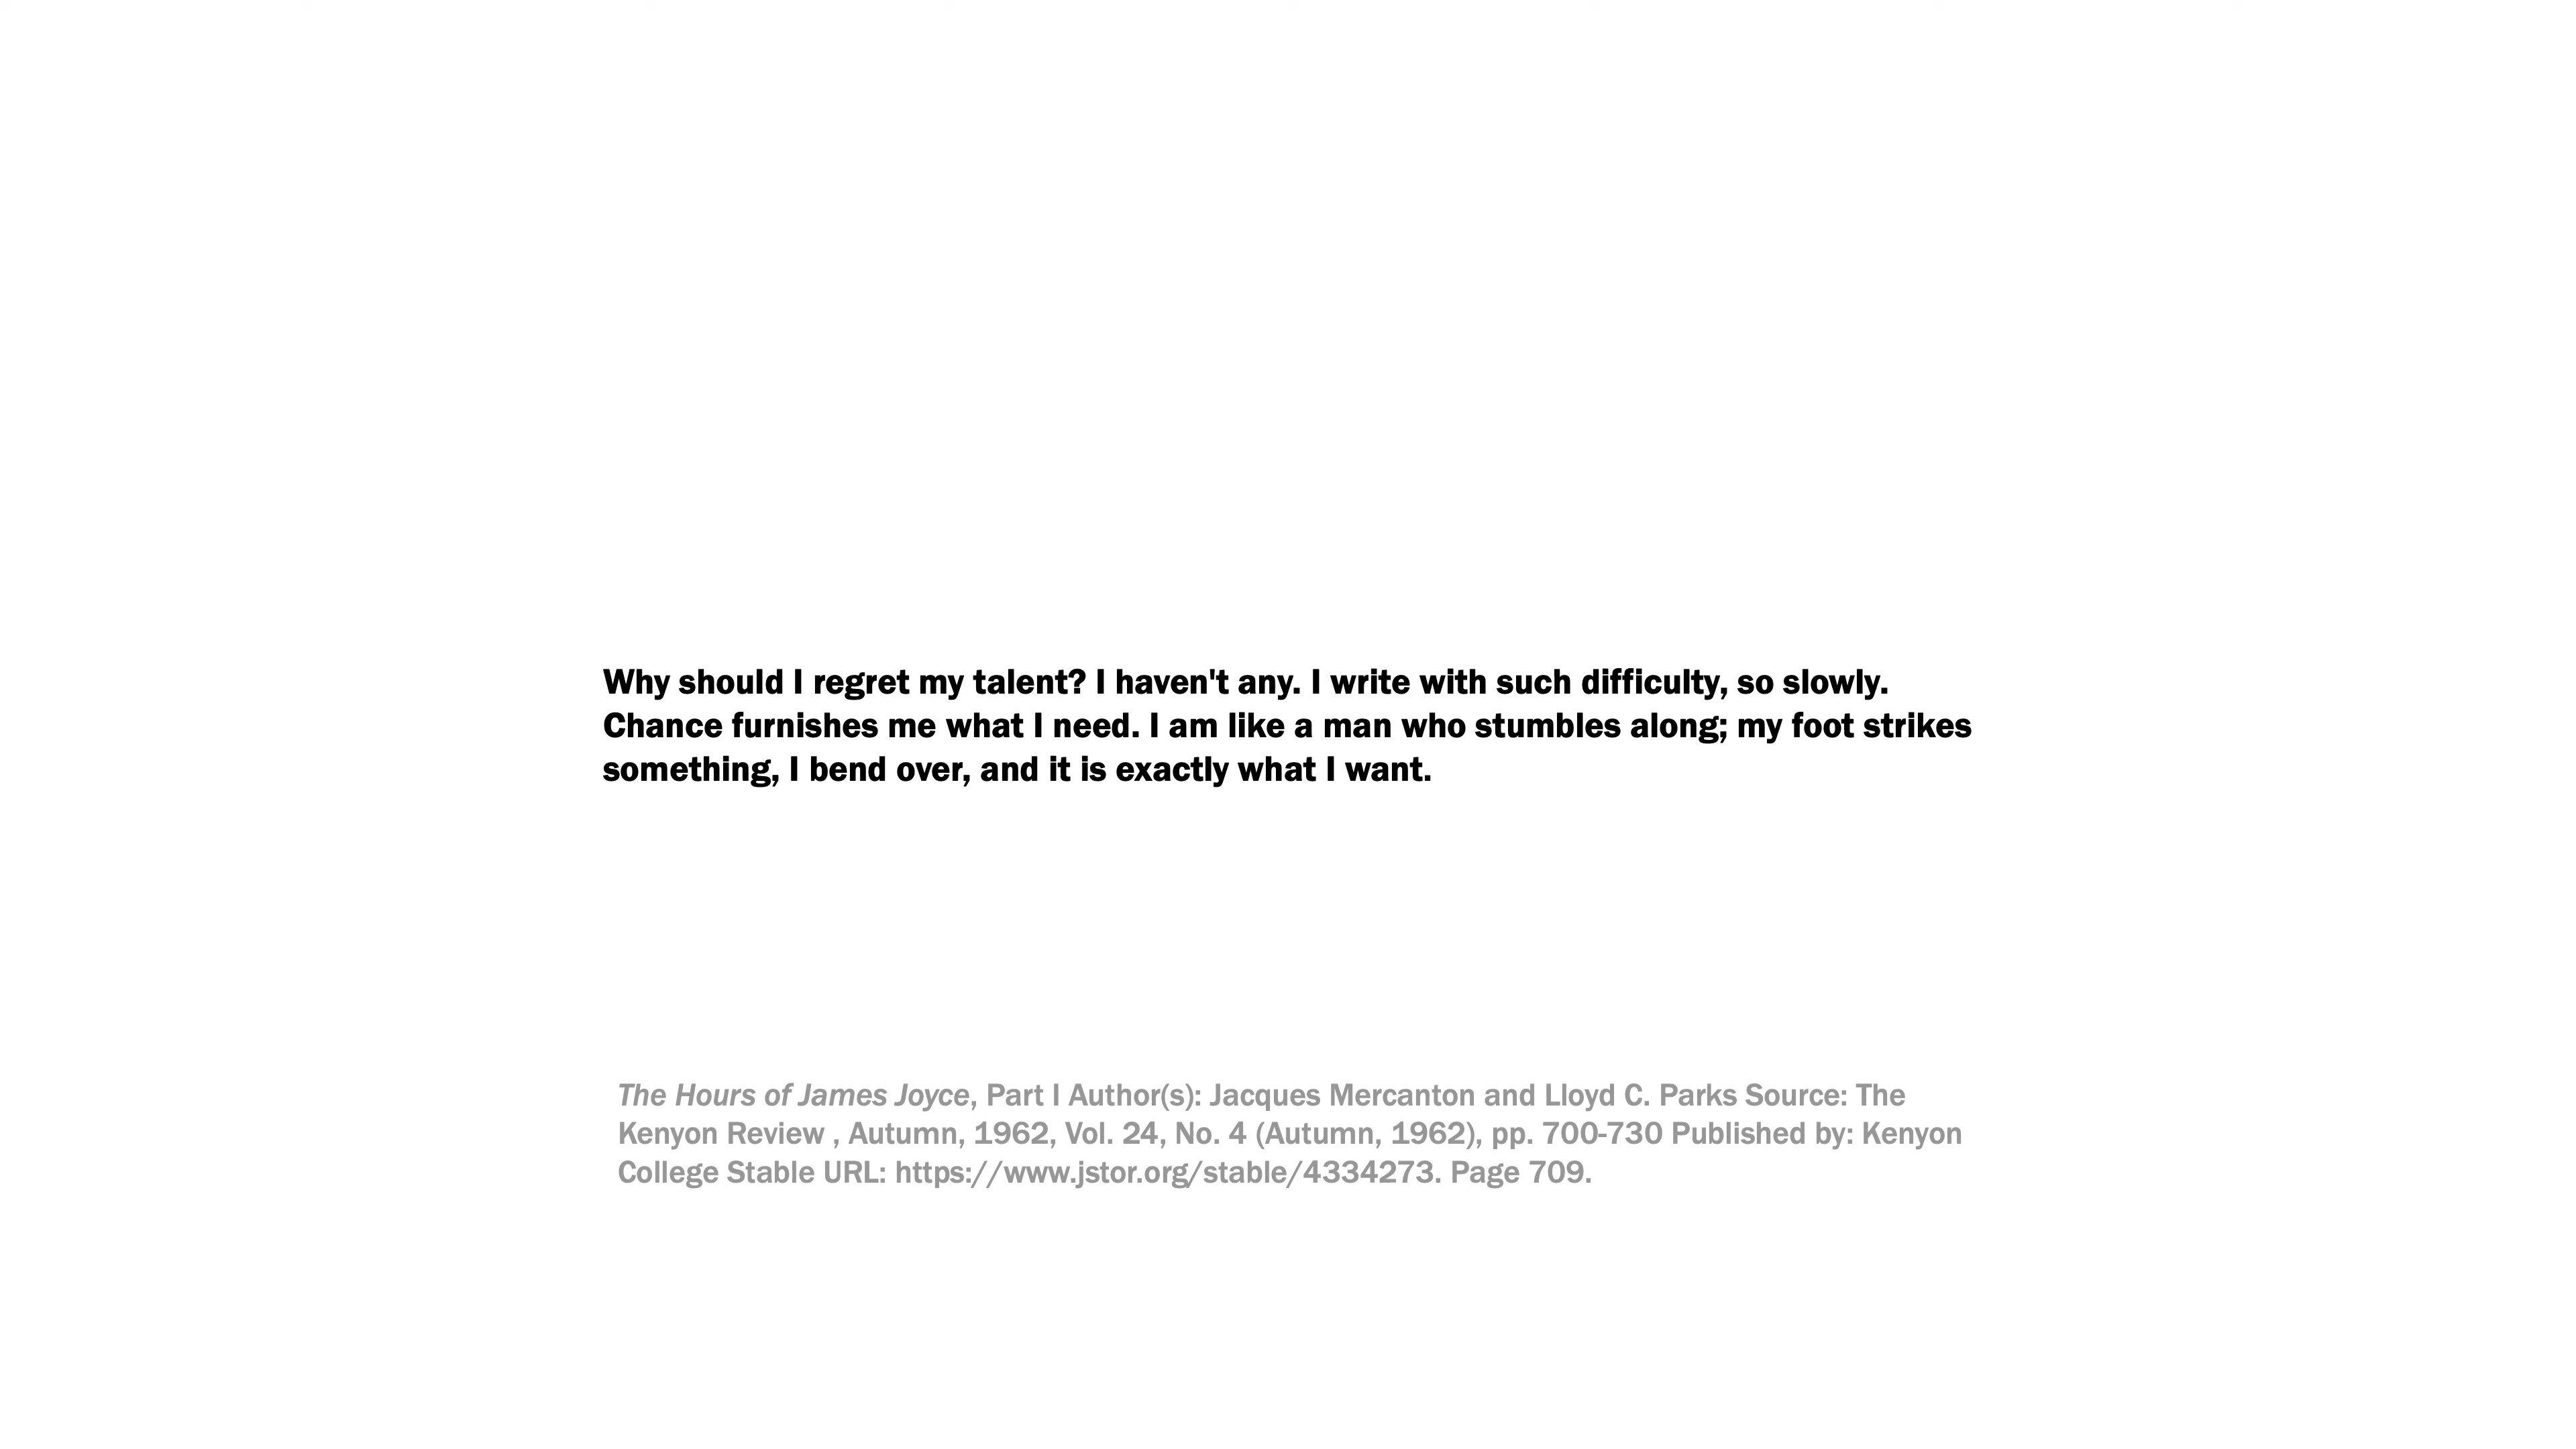 Why should I regret my talent? I haven't any. I write with such difficulty, so slowly.
Chance furnishes me what I need. I am like a man who stumbles along; my foot strikes
something, I bend over, and it is exactly what I want.
The Hours of James Joyce, Part I Author(s): Jacques Mercanton and Lloyd C. Parks Source: The
Kenyon Review , Autumn, 1962, Vol. 24, No. 4 (Autumn, 1962), pp. 700-730 Published by: Kenyon
College Stable URL: https://www.jstor.org/stable/4334273. Page 709.